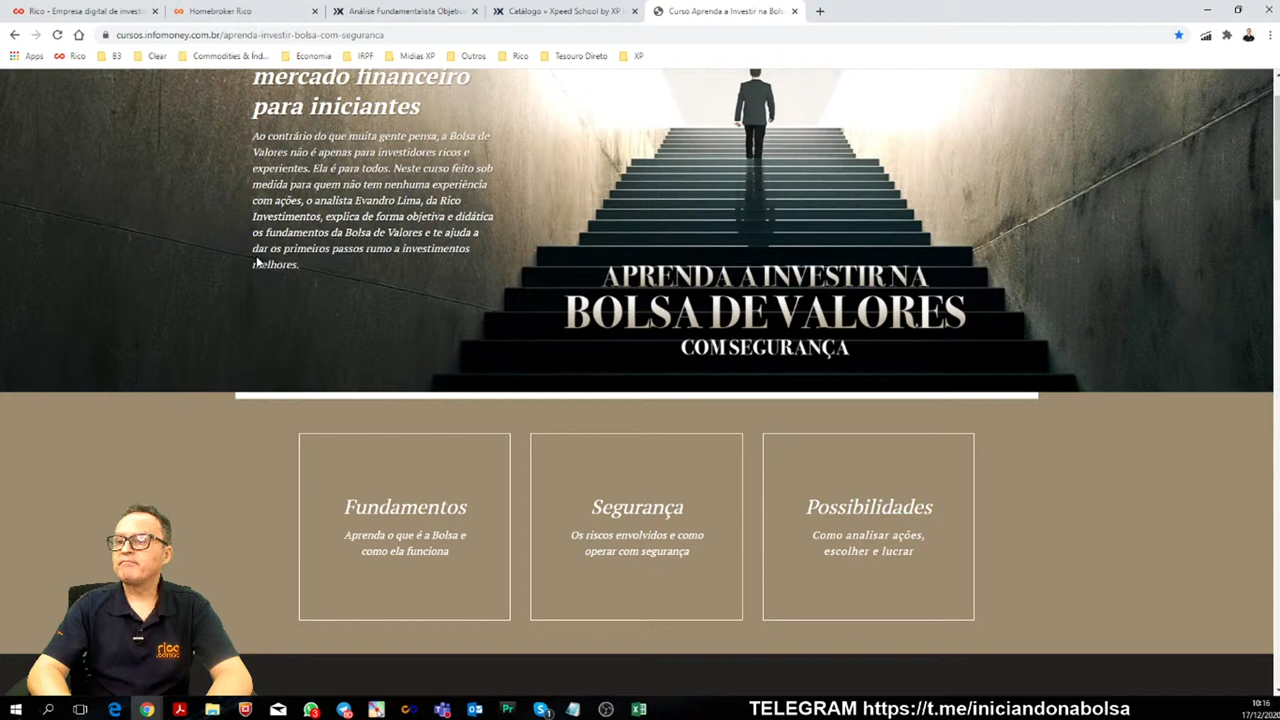 Rico - Empresa digital de investi
Homebroker Rico
Análise Fundamentalista Objetiv
Catálogo » Xpeed School by XP
Curso Aprenda a Investir na Bols
cursos.infomoney.com.br/aprenda-investir-bolsa-com-seguranca
Apps
Rico
B3
Clear
Commodities & Índ...
Economia
IRPF
Midias XP
Outros
Rico
Tesouro Direto
XP
mercado financeiro
para iniciantes
Ao contrário do que muita gente pensa, a Bolsa de
Valores não é apenas para investidores ricos e
experientes. Ela é para todos. Neste curso feito sob
medida para quem não tem nenhuma experiência
com ações, o analista Evandro Lima, da Rico
Investimentos, explica de forma objetiva e didática
os fundamentos da Bolsa de Valores e te ajuda a
dar os primeiros passos rumo a investimentos
melhores.
APRENDA A INVESTIR NA
BOLSA DE VALORES
COM SEGURANÇA
Fundamentos
Aprenda o que é a Bolsa e
como ela funciona
Segurança
Os riscos envolvidos e como
operar com segurança
Possibilidades
Como analisar ações,
escolher e lucrar
rico
TELEGRAM https://t.me/iniciandonabolsa
10:16
17/12/2020